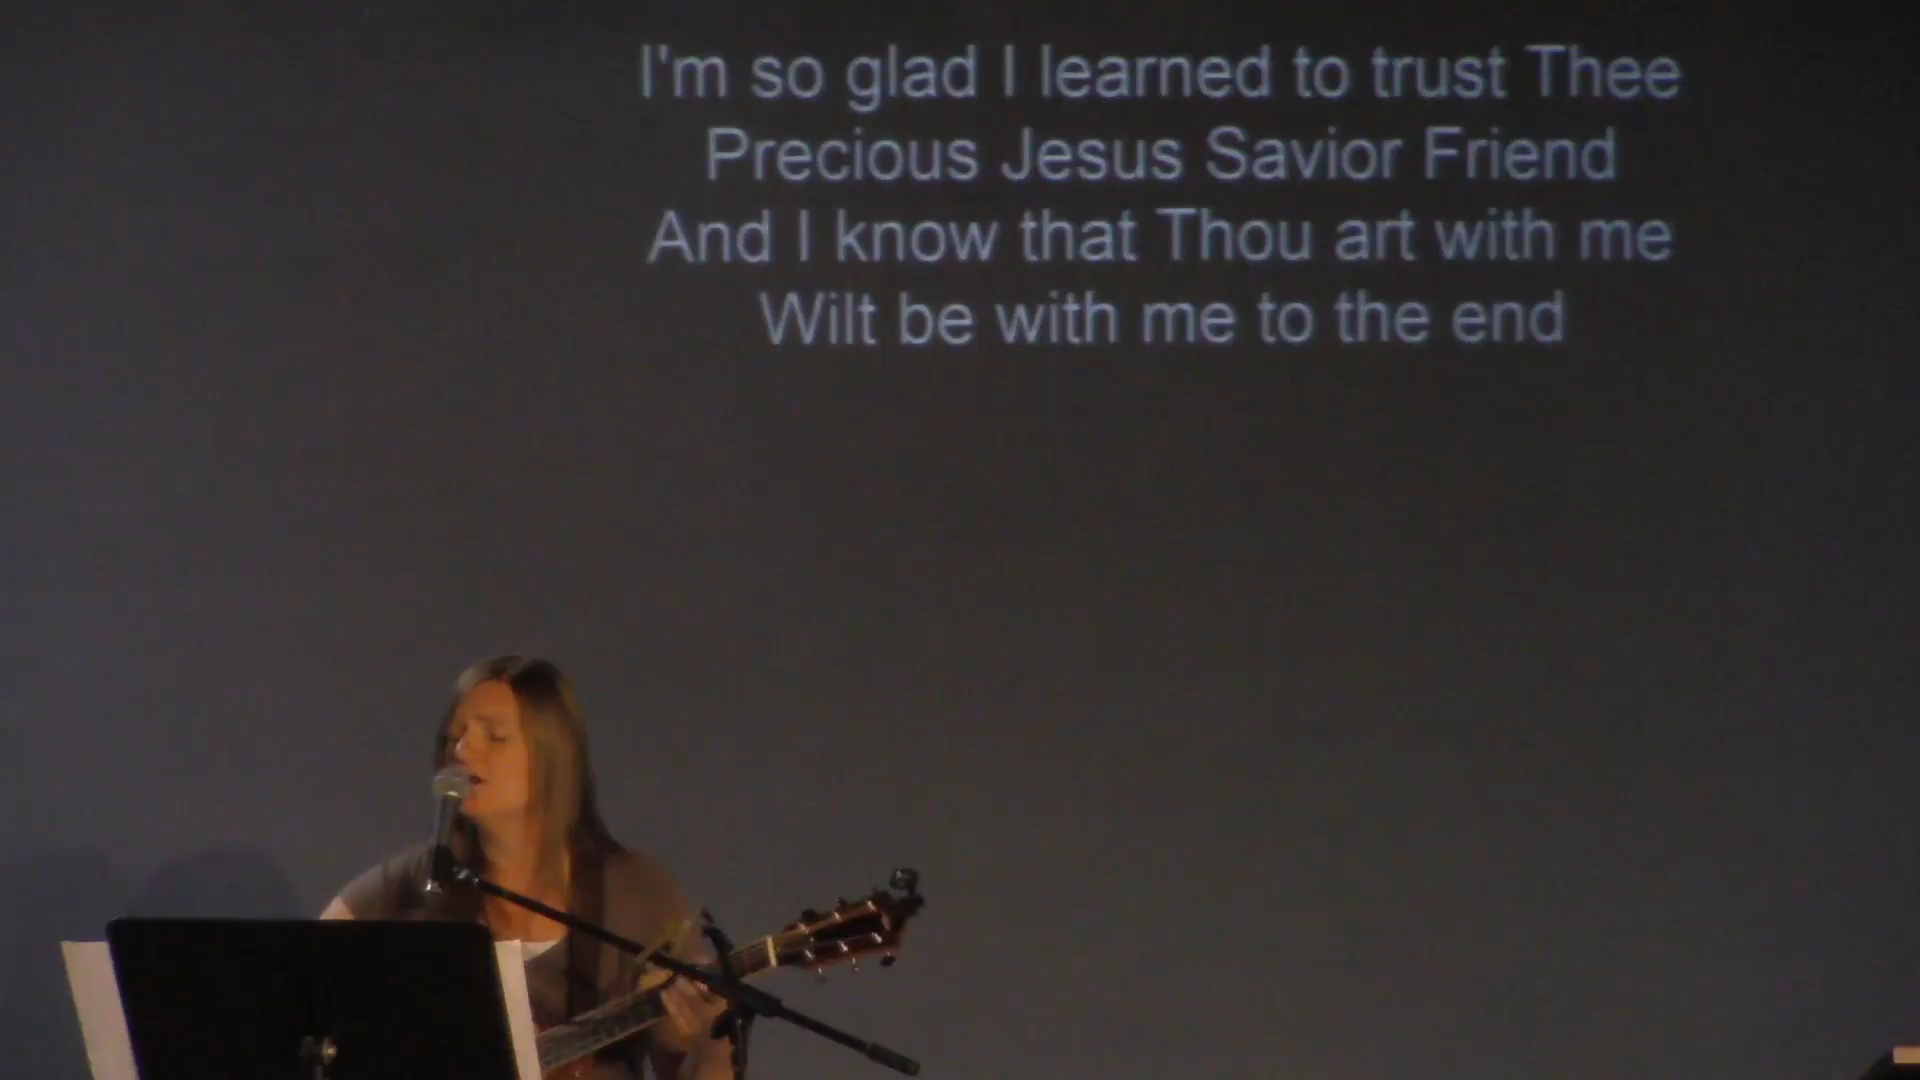 I'm so glad I learned to trust Thee
Precious Jesus Savior Friend
And I know that Thou art with me
Wilt be with me to the end